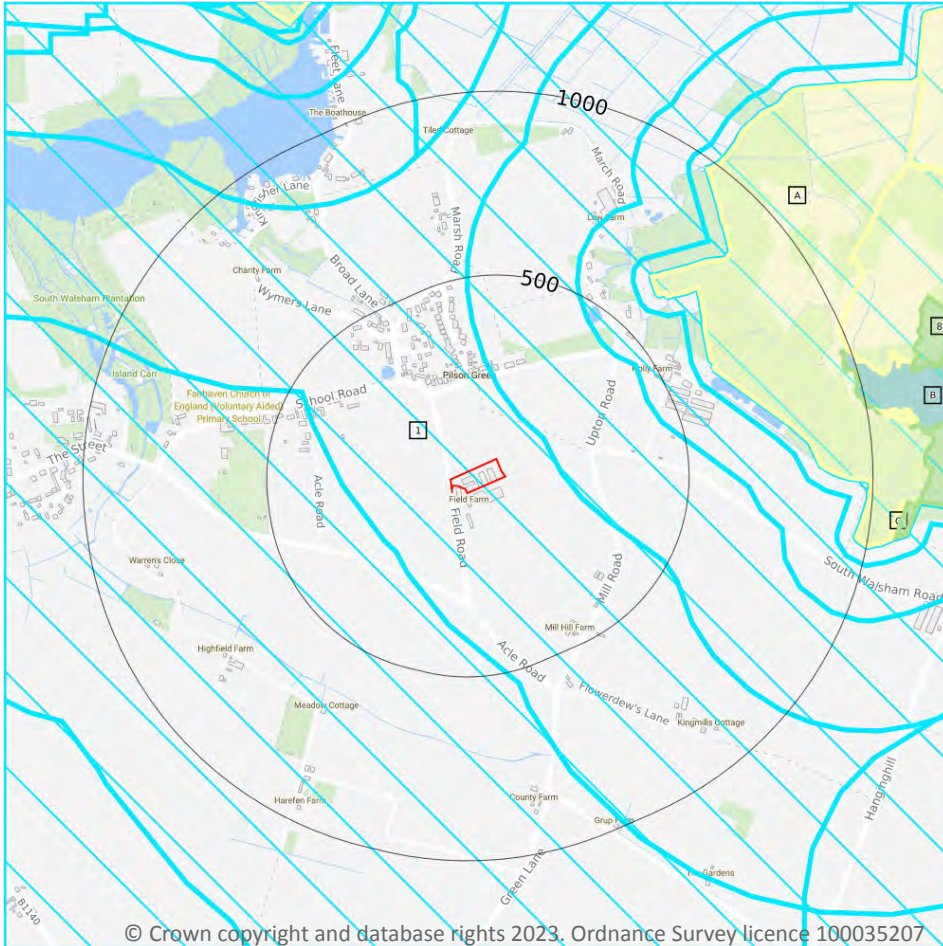 1000
Fleet Lane
The Boathouse
Tiled Cottage
March Road
Kingfisher Lane
Marsh Road
A
Low Farm
Charity Farm
Broad Lane
500
Wymers Lane
South Walsham Plantation
8
Island Carr
Pilson Green
Holly Farm
B
Fairhaven Church of
England (Voluntary Aided)
Primary School
School Road
1
Upton Road
The Street
Acle Road
Field Farm
Field Road
C
Warren's Close
South Walsham Road
Mill Road
Mill Hill Farm
Highfield Farm
Acle Road
Flowerdew's Lane
Meadow Cottage
Kingmills Cottage
Hanginghill
Harefen Farm
County Farm
Grup Farm
The Gardens
Green Lane
B1140
© Crown copyright and database rights 2023. Ordnance Survey licence 100035207